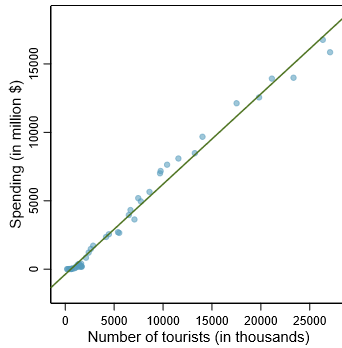 Spending (in million $)
15000
10000
5000
0
0 5000 10000 15000 20000 25000
Number of tourists (in thousands)